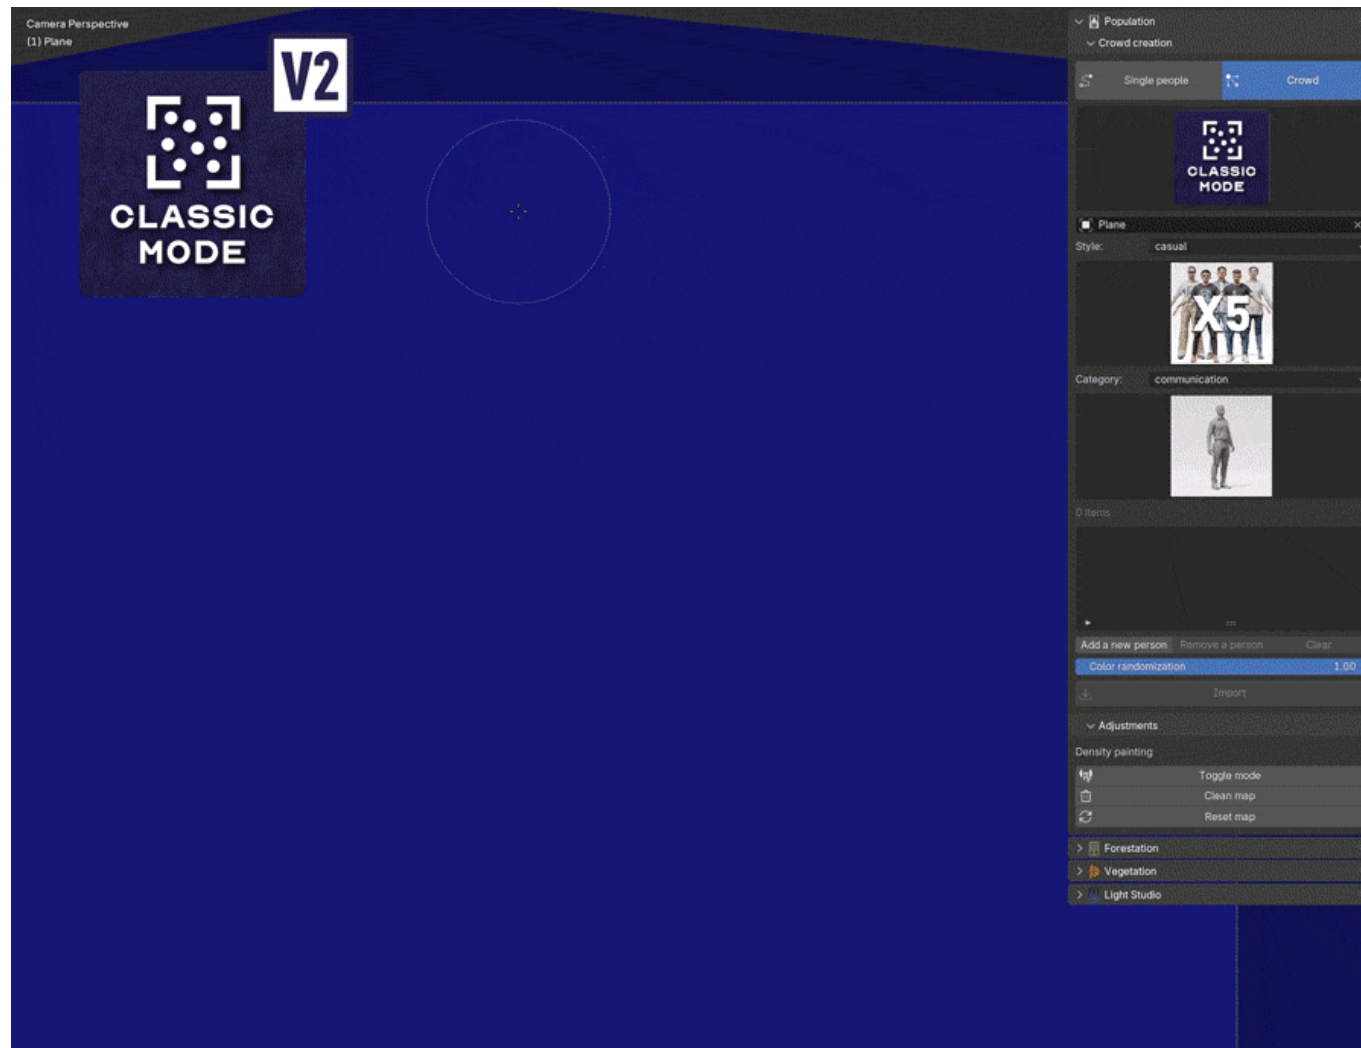 Camera Perspective
(1) Plane
V2
CLASSIC
MODE
Population
Crowd creation
Single people
Crowd
CLASSIC
MODE
Plane
Style:
casual
X5
Category:
communication
0 items
Add a new person
Remove a person
Clear
Color randomization
1.00
Import
Adjustments
Density painting
Toggle mode
Clean map
Reset map
Forestation
Vegetation
Light Studio